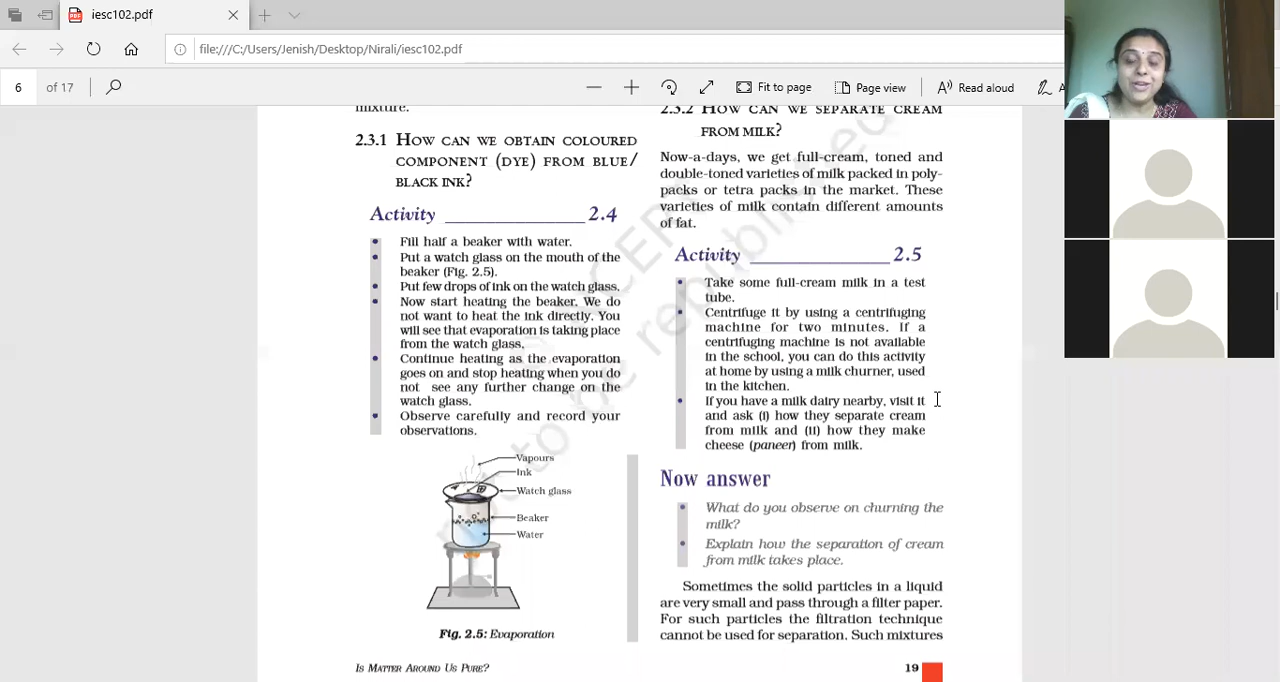 iesc102.pdf
file:///C:/Users/Jenish/Desktop/Nirali/iesc102.pdf
6 of 17
Fit to page
Page view
Read aloud
mixture.
2.3.1 HOW CAN WE OBTAIN COLOURED
COMPONENT (DYE) FROM BLUE/
BLACK INK?
Activity ______________ 2.4
• Fill half a beaker with water.
• Put a watch glass on the mouth of the
beaker (Fig. 2.5).
• Put few drops of ink on the watch glass.
• Now start heating the beaker. We do
not want to heat the ink directly. You
will see that evaporation is taking place
from the watch glass.
• Continue heating as the evaporation
goes on and stop heating when you do
not see any further change on the
watch glass.
• Observe carefully and record your
observations.
Vapours
Ink
Watch glass
Beaker
Water
Fig. 2.5: Evaporation
2.3.2 HOW CAN WE SEPARATE CREAM
FROM MILK?
Now-a-days, we get full-cream, toned and
double-toned varieties of milk packed in poly-
packs or tetra packs in the market. These
varieties of milk contain different amounts
of fat.
Activity ______________ 2.5
• Take some full-cream milk in a test
tube.
• Centrifuge it by using a centrifuging
machine for two minutes. If a
centrifuging machine is not available
in the school, you can do this activity
at home by using a milk churner, used
in the kitchen.
• If you have a milk dairy nearby, visit it
and ask (i) how they separate cream
from milk and (ii) how they make
cheese (paneer) from milk.
Now answer
• What do you observe on churning the
milk?
• Explain how the separation of cream
from milk takes place.
Sometimes the solid particles in a liquid
are very small and pass through a filter paper.
For such particles the filtration technique
cannot be used for separation. Such mixtures
IS MATTER AROUND US PURE?
19
not to be republished